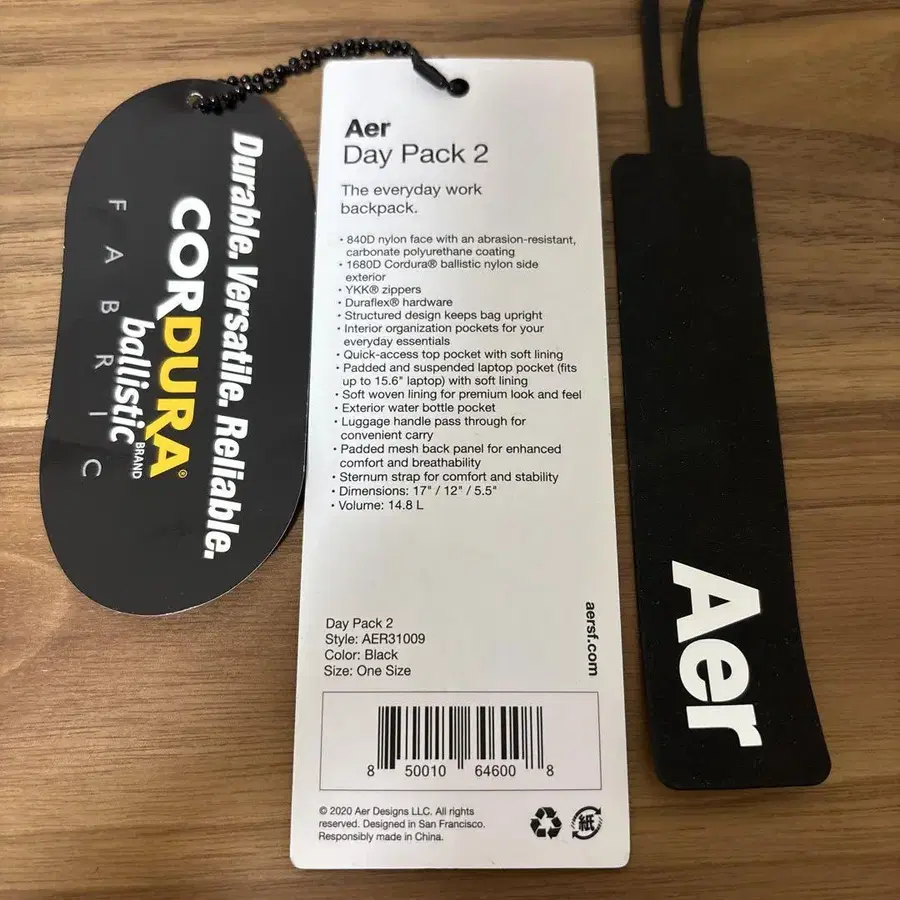 Durable. Versatile. Reliable.
CORDURA®
BRAND
ballistic
FABRIC
Aer
Day Pack 2
The everyday work
backpack.
• 840D nylon face with an abrasion-resistant,
carbonate polyurethane coating
• 1680D Cordura® ballistic nylon side
exterior
• YKK® zippers
• Duraflex® hardware
• Structured design keeps bag upright
• Interior organization pockets for your
everyday essentials
• Quick-access top pocket with soft lining
• Padded and suspended laptop pocket (fits
up to 15.6" laptop) with soft lining
• Soft woven lining for premium look and feel
• Exterior water bottle pocket
• Luggage handle pass through for
convenient carry
• Padded mesh back panel for enhanced
comfort and breathability
• Sternum strap for comfort and stability
• Dimensions: 17" / 12" / 5.5"
• Volume: 14.8 L
aersf.com
Day Pack 2
Style: AER31009
Color: Black
Size: One Size
8 50010 64600 8
© 2020 Aer Designs LLC. All rights
reserved. Designed in San Francisco.
Responsibly made in China.
紙
Aer